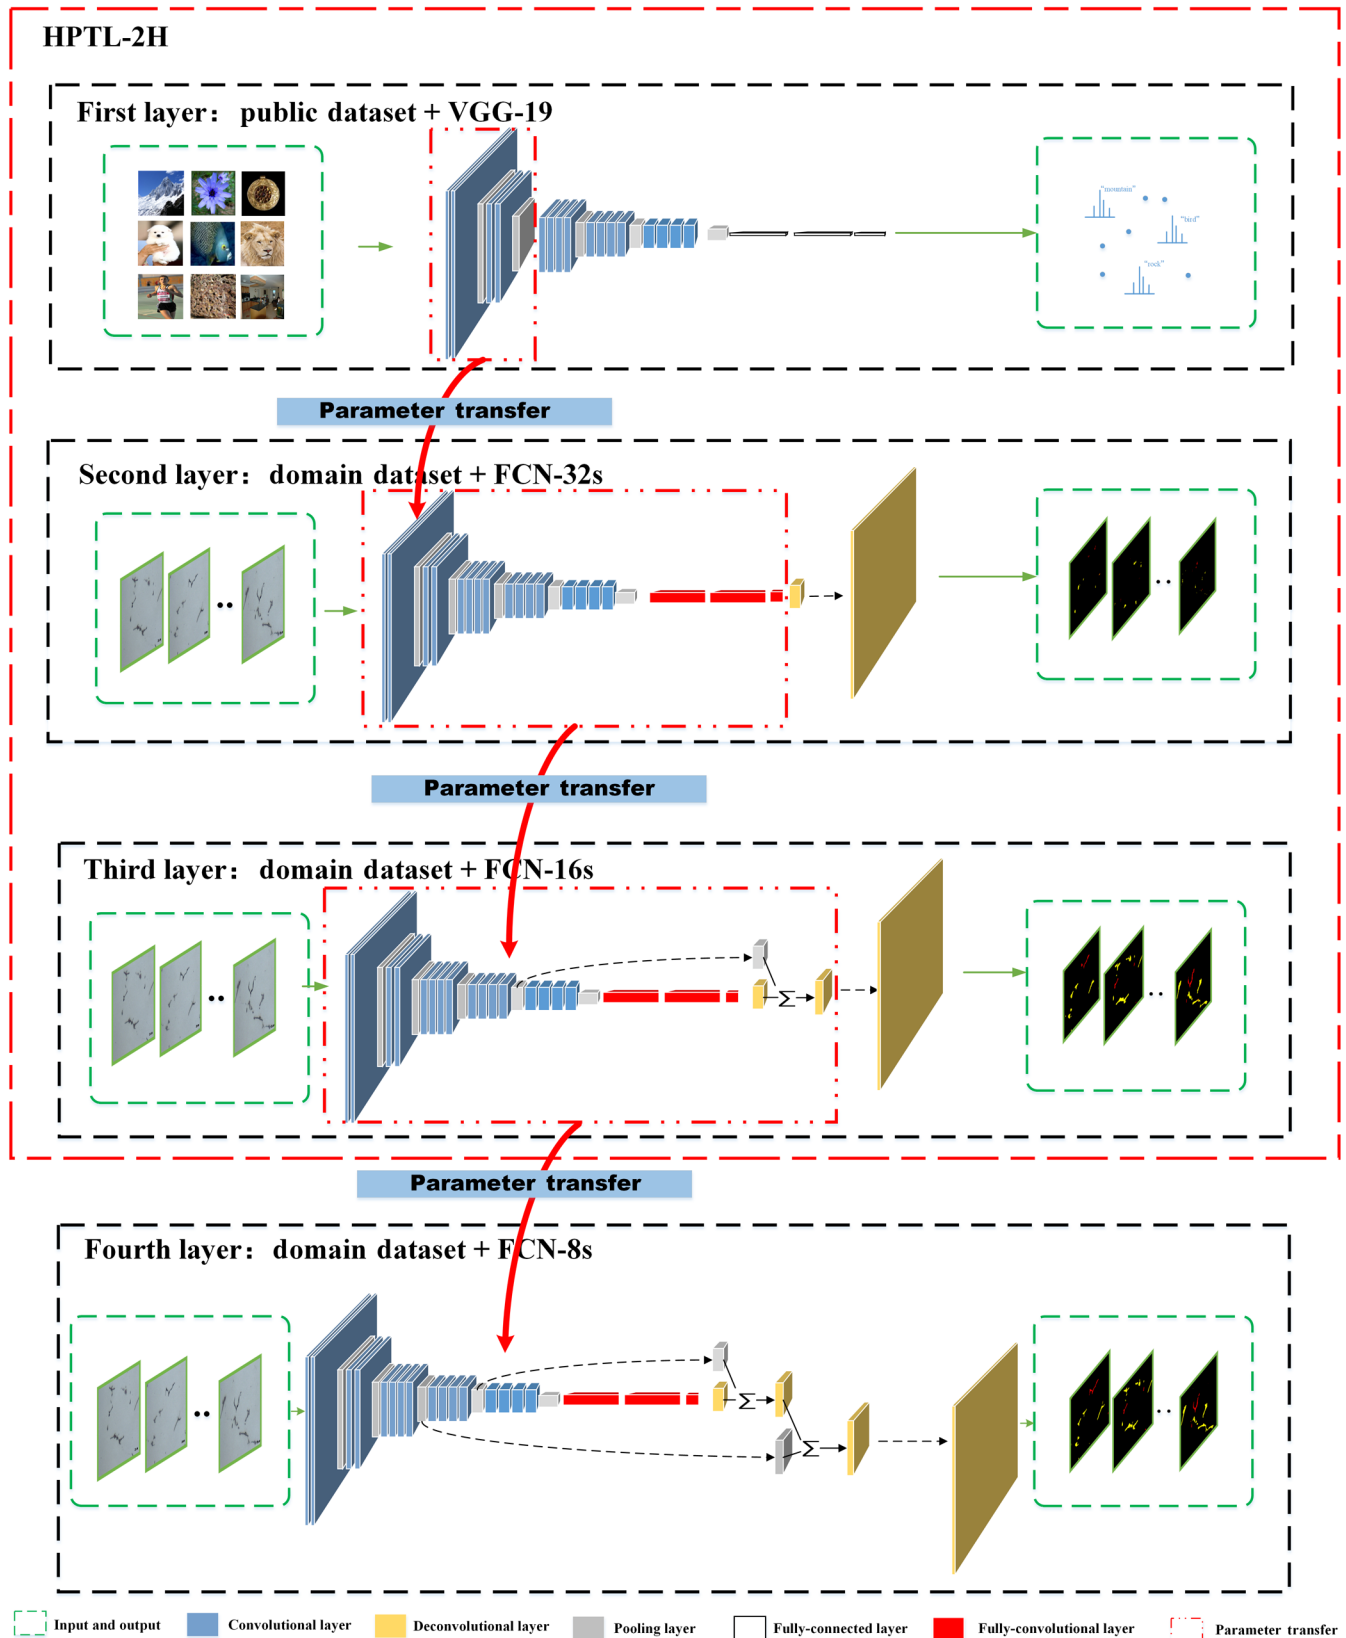 HPTL-2H
First layer: public dataset + VGG-19
“mountain”
“bird”
“rock”
Parameter transfer
Second layer: domain dataset + FCN-32s
Parameter transfer
Third layer: domain dataset + FCN-16s
Σ
Parameter transfer
Fourth layer: domain dataset + FCN-8s
Σ
Σ
Input and output
Convolutional layer
Deconvolutional layer
Pooling layer
Fully-connected layer
Fully-convolutional layer
Parameter transfer